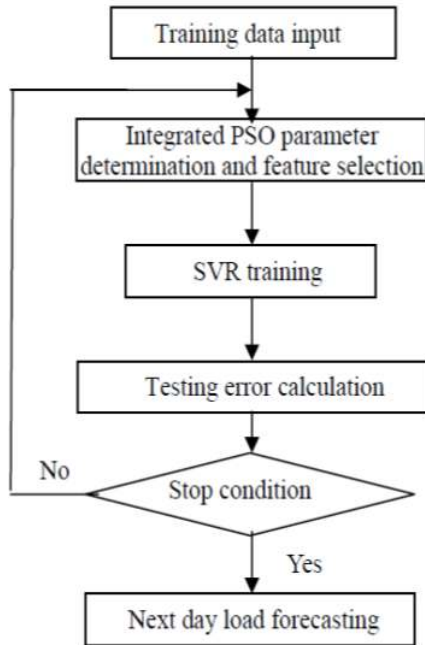 Training data input
Integrated PSO parameter
determination and feature selection
SVR training
Testing error calculation
No
Stop condition
Yes
Next day load forecasting